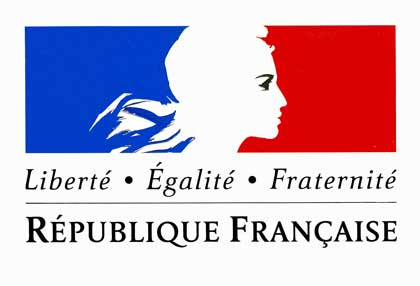 Liberté • Égalité • Fraternité
RÉPUBLIQUE FRANÇAISE